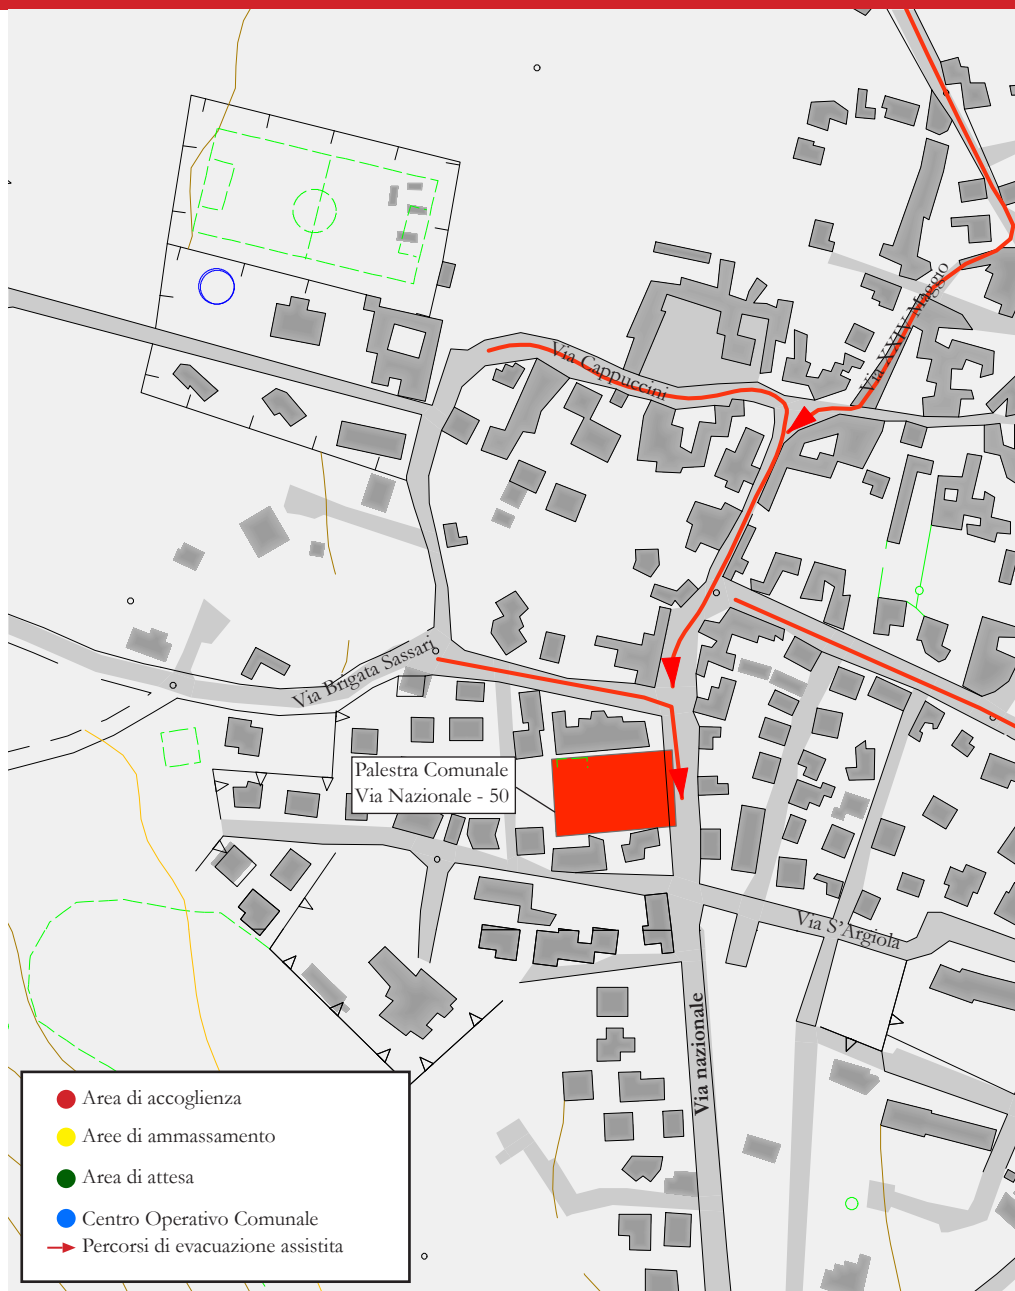 Via XXIV Maggio
Via Cappuccini
Via Brigata Sassari
Palestra Comunale
Via Nazionale - 50
Via S'Argiola
Via nazionale
Area di accoglienza
Aree di ammassamento
Area di attesa
Centro Operativo Comunale
Percorsi di evacuazione assistita